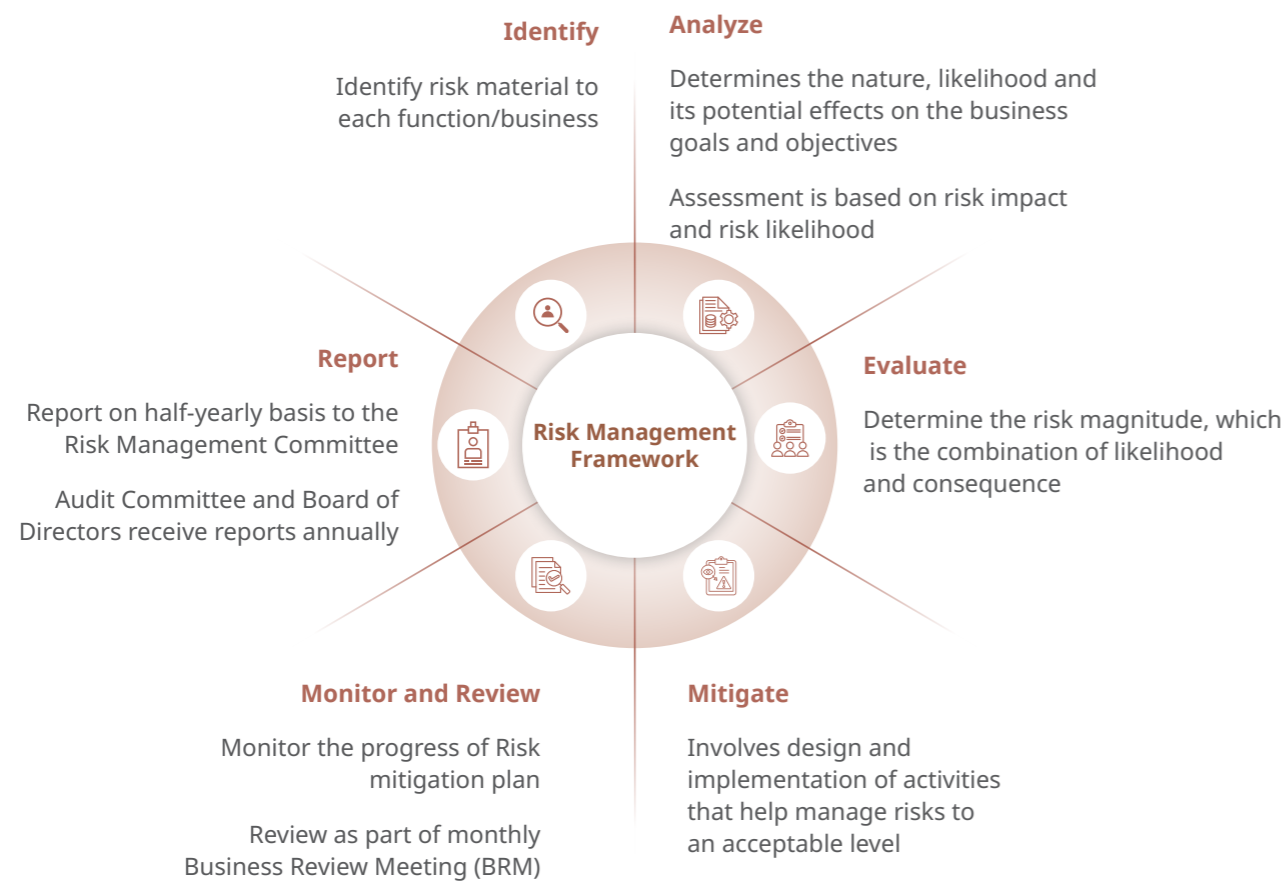 Identify
Identify risk material to
each function/business
Analyze
Determines the nature, likelihood and
its potential effects on the business
goals and objectives
Assessment is based on risk impact
and risk likelihood
Evaluate
Determine the risk magnitude, which
is the combination of likelihood
and consequence
Mitigate
Involves design and
implementation of activities
that help manage risks to
an acceptable level
Monitor and Review
Monitor the progress of Risk
mitigation plan
Review as part of monthly
Business Review Meeting (BRM)
Report
Report on half-yearly basis to the
Risk Management Committee
Audit Committee and Board of
Directors receive reports annually
Risk Management
Framework